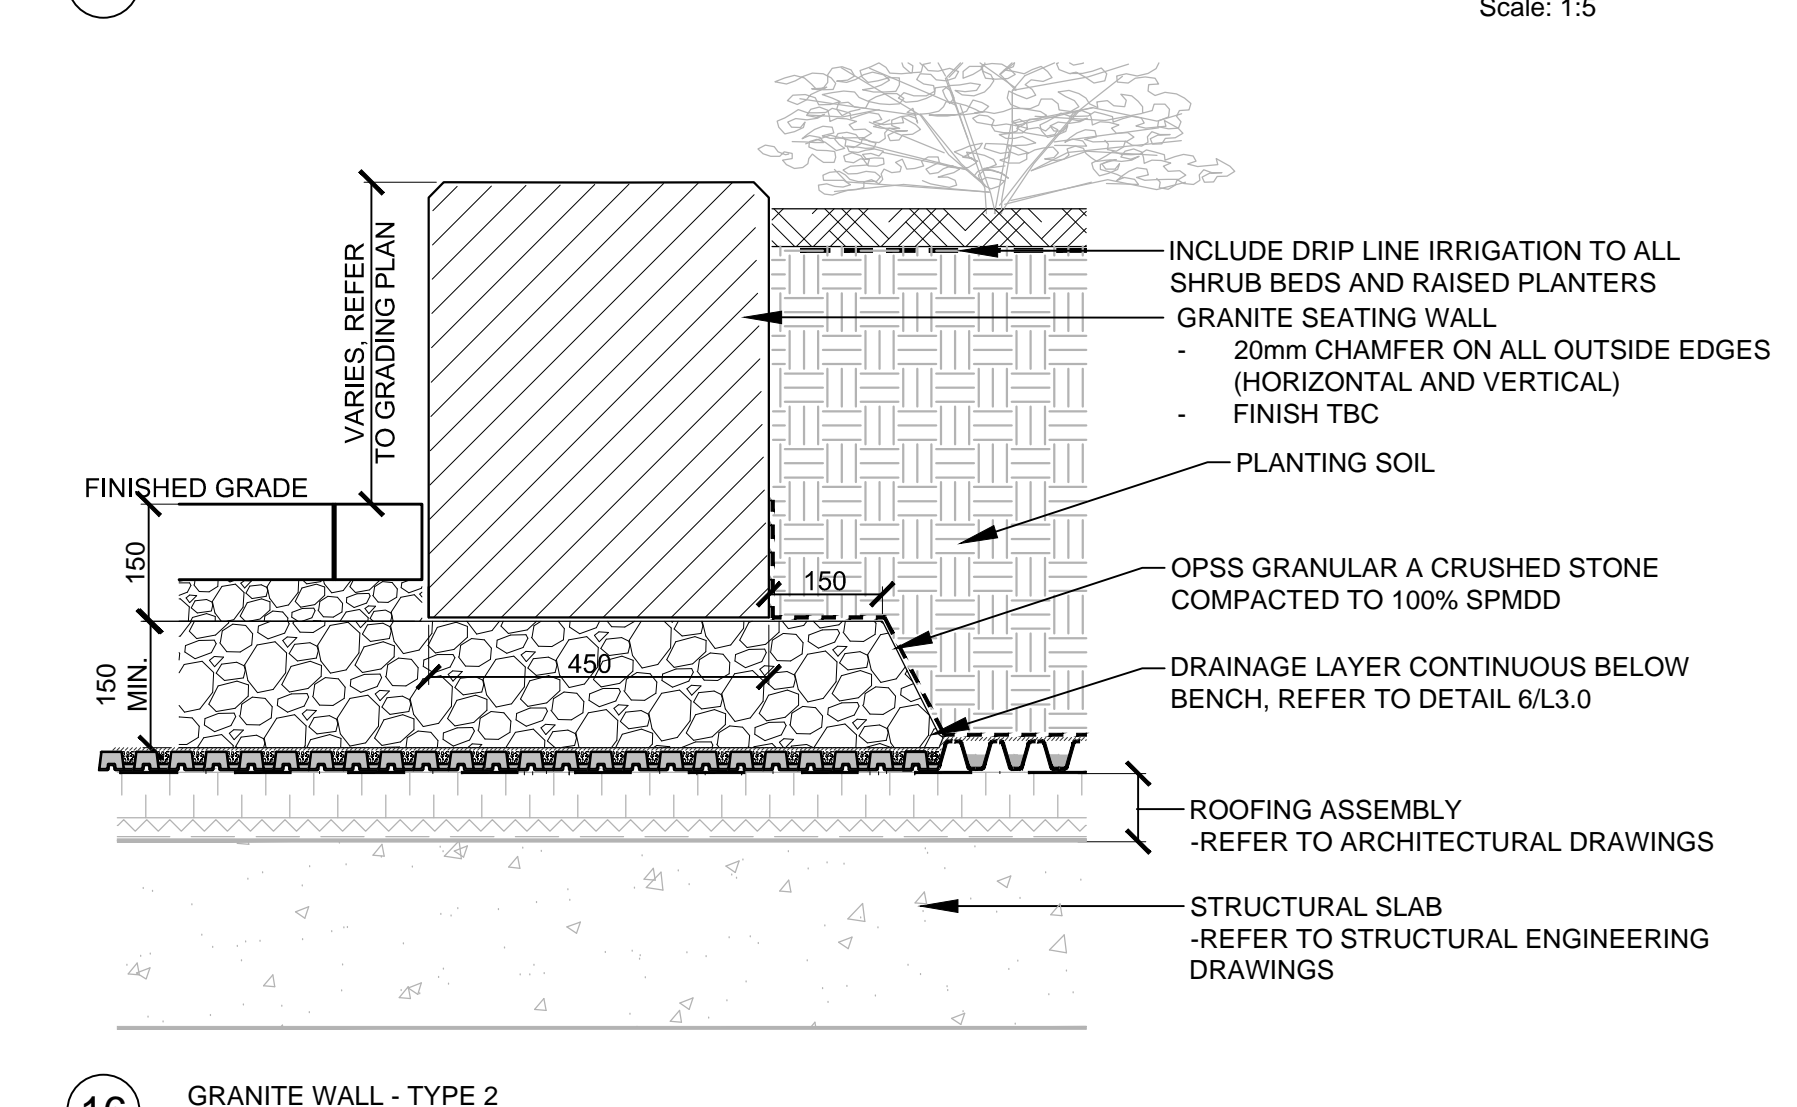 Scale: 1:5
VARIES, REFER
TO GRADING PLAN
FINISHED GRADE
150
150
MIN.
150
450
INCLUDE DRIP LINE IRRIGATION TO ALL
SHRUB BEDS AND RAISED PLANTERS
GRANITE SEATING WALL
- 20mm CHAMFER ON ALL OUTSIDE EDGES
(HORIZONTAL AND VERTICAL)
- FINISH TBC
PLANTING SOIL
OPSS GRANULAR A CRUSHED STONE
COMPACTED TO 100% SPMDD
DRAINAGE LAYER CONTINUOUS BELOW
BENCH, REFER TO DETAIL 6/L3.0
ROOFING ASSEMBLY
-REFER TO ARCHITECTURAL DRAWINGS
STRUCTURAL SLAB
-REFER TO STRUCTURAL ENGINEERING
DRAWINGS
16
GRANITE WALL - TYPE 2